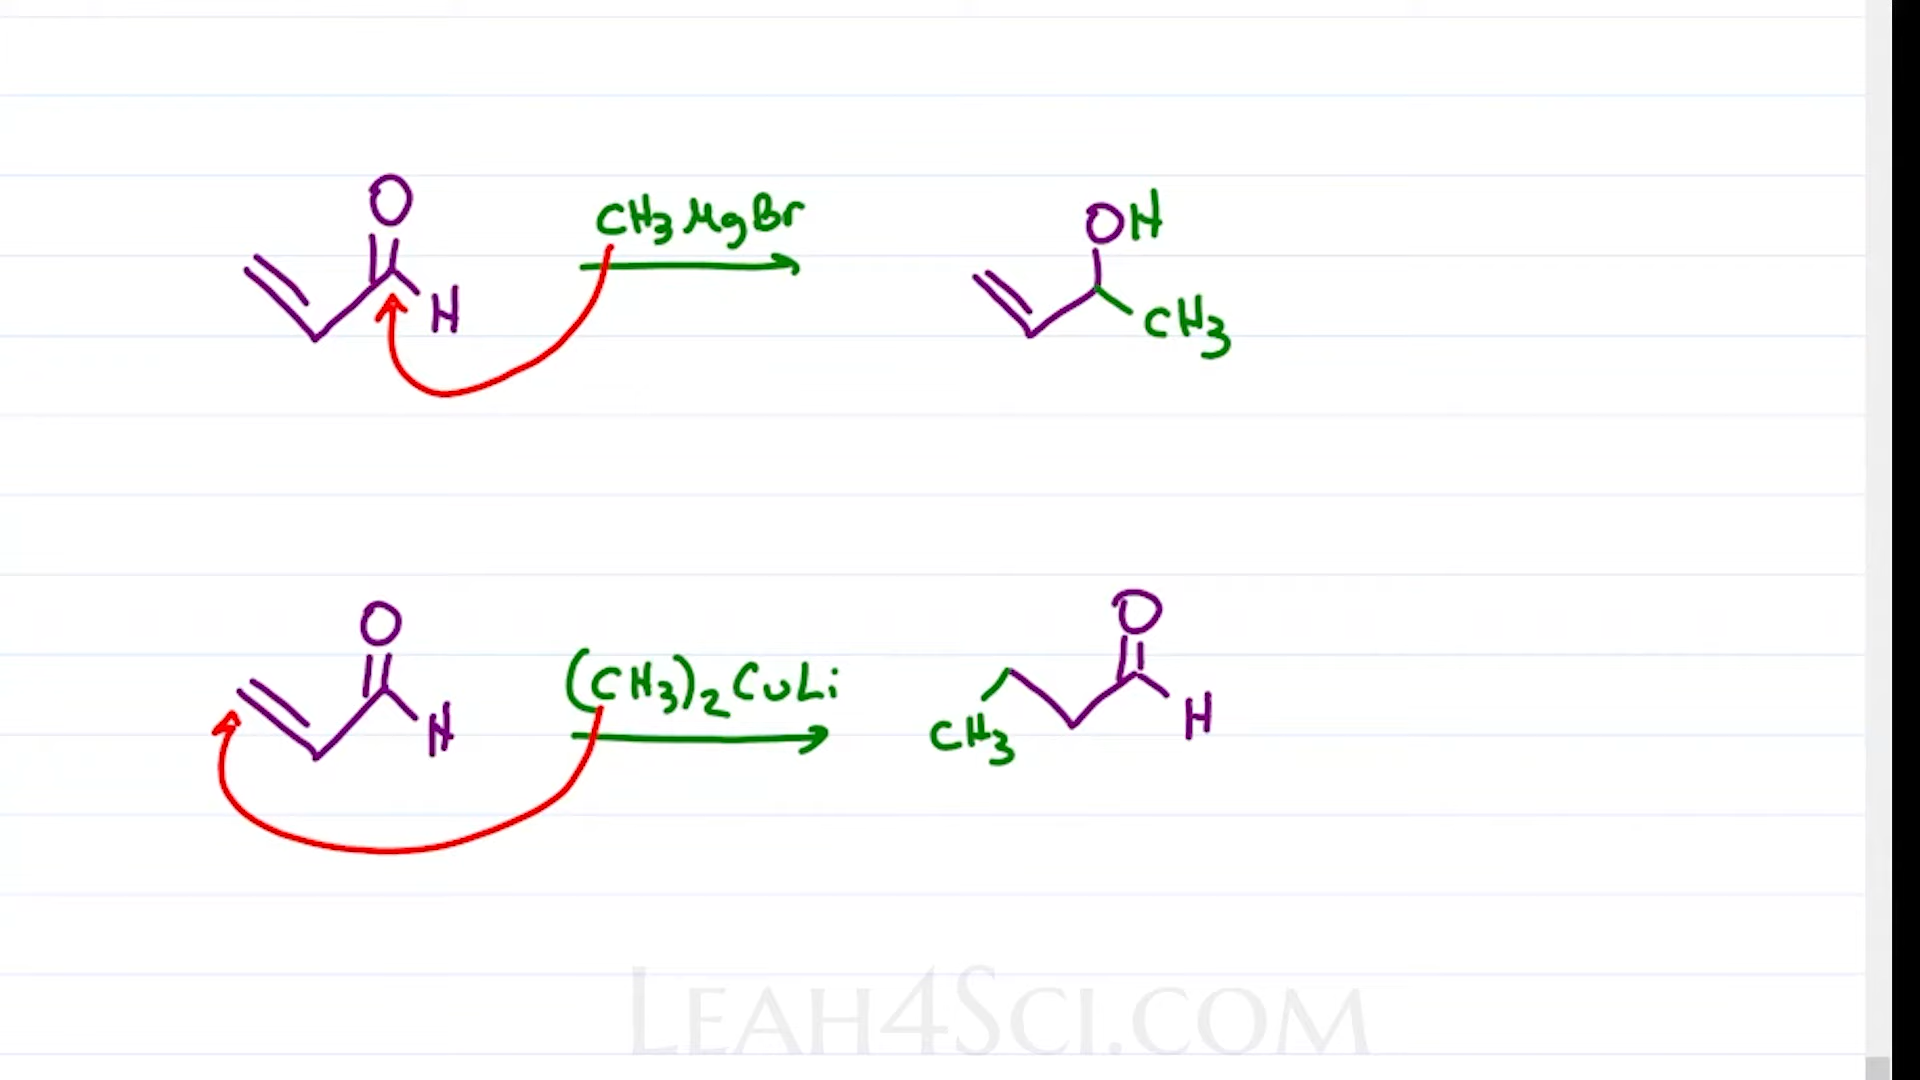 O
H
CH3MgBr
OH
CH3
O
H
(CH3)2CuLi
O
H
CH3
LEAH4SCI.COM